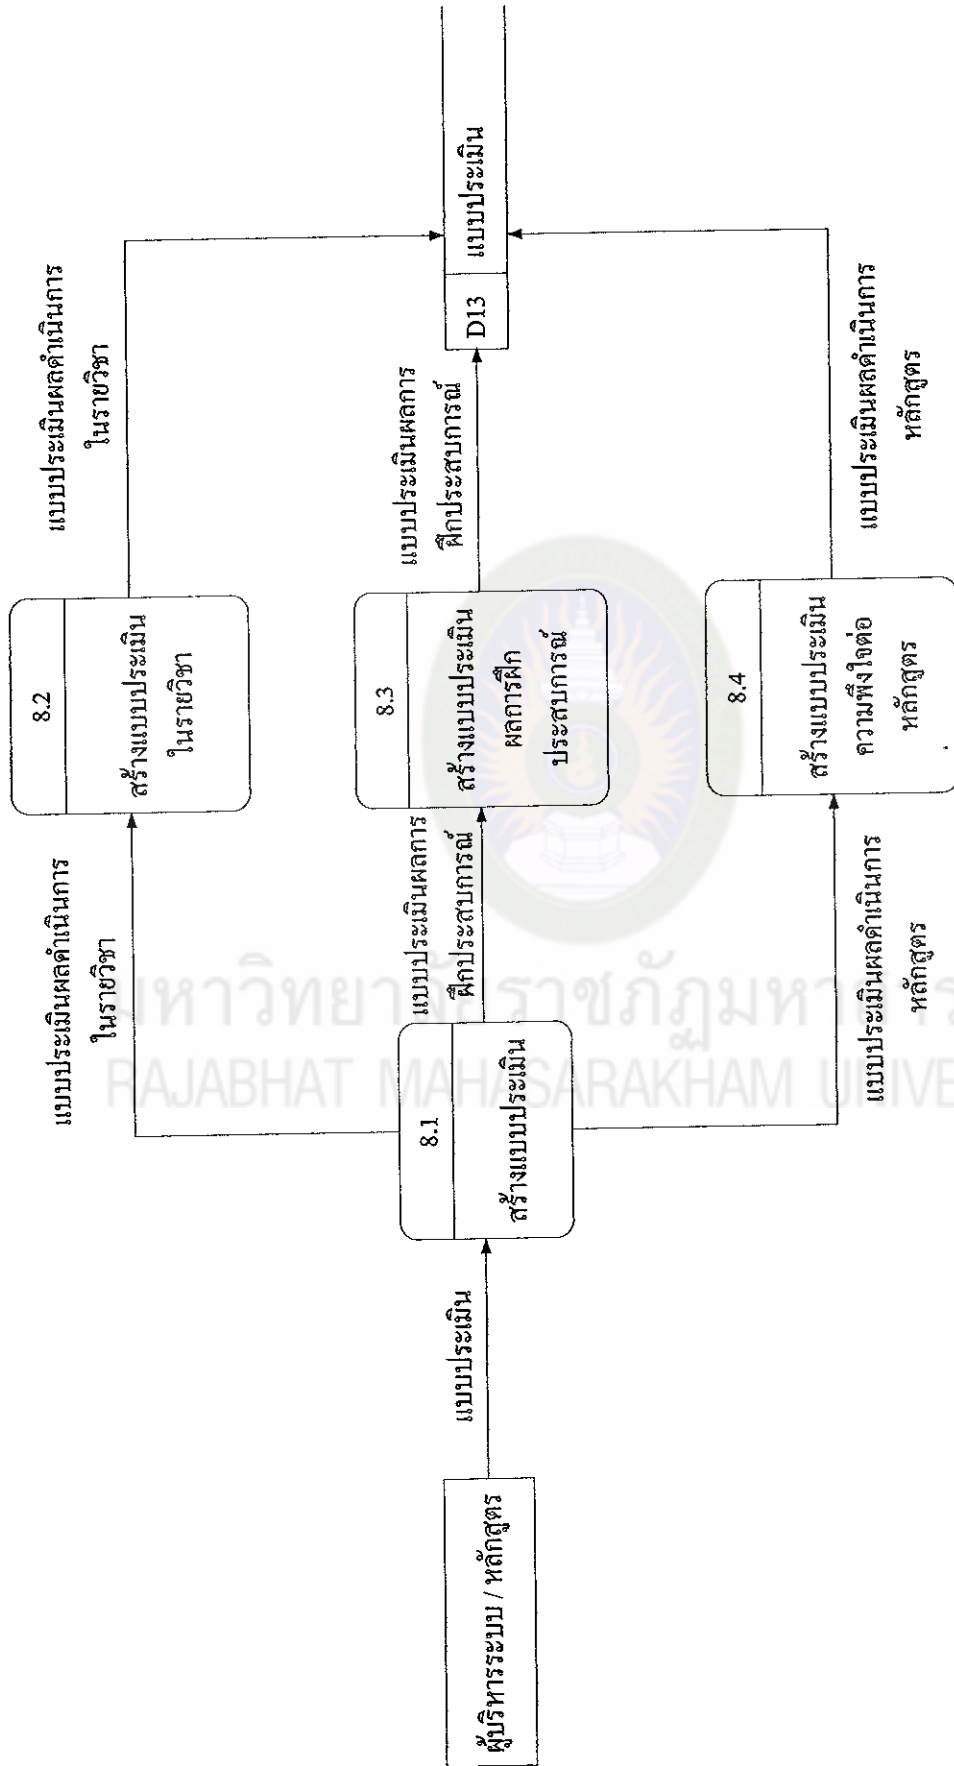 ผู้บริหารระบบ / หลักสูตร
แบบประเมิน
8.1
สร้างแบบประเมิน
แบบประเมินผลดำเนินการ
ในรายวิชา
แบบประเมินผลการ
ฝึกประสบการณ์
แบบประเมินผลดำเนินการ
หลักสูตร
8.2
สร้างแบบประเมิน
ในรายวิชา
8.3
สร้างแบบประเมิน
ผลการฝึก
ประสบการณ์
8.4
สร้างแบบประเมิน
ความพึงใจต่อ
หลักสูตร
แบบประเมินผลดำเนินการ
ในรายวิชา
แบบประเมินผลการ
ฝึกประสบการณ์
แบบประเมินผลดำเนินการ
หลักสูตร
D13
แบบประเมิน
มหาวิทยาลัยราชภัฏมหาสาร
RAJABHAT MAHASARAKHAM UNIVE